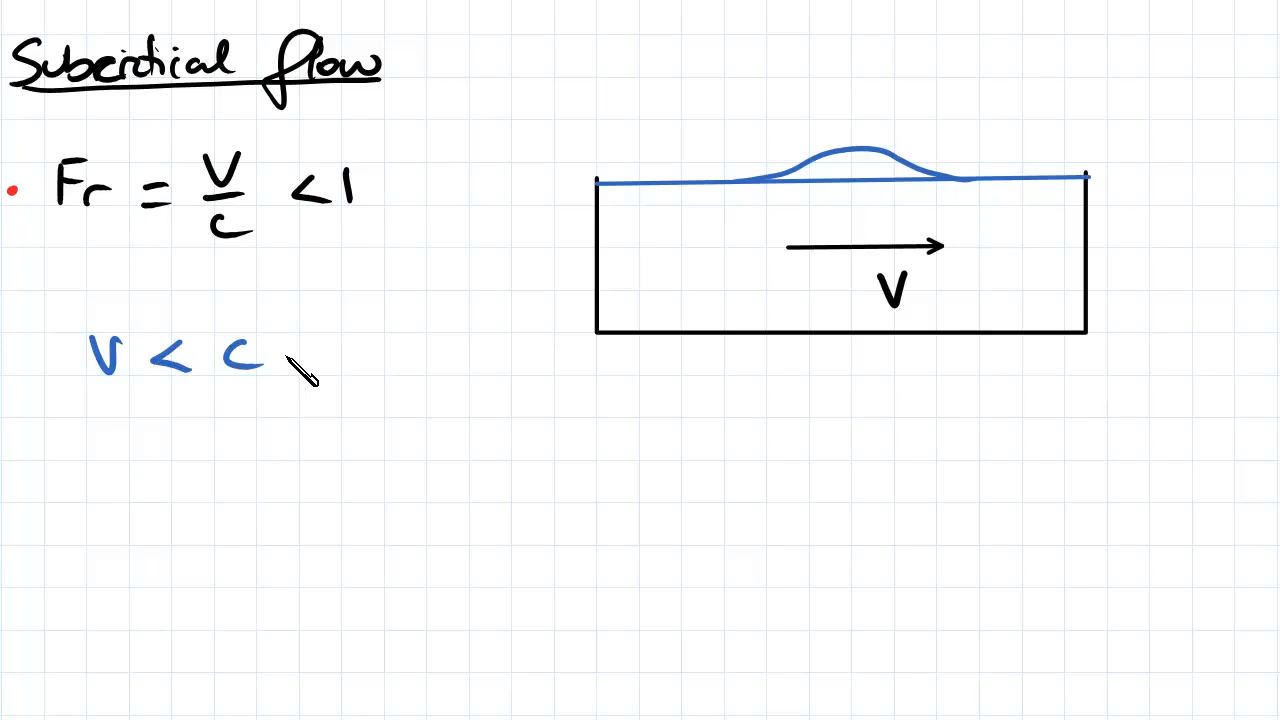 Subcritical flow
Fr = V/c < 1
V
V < c